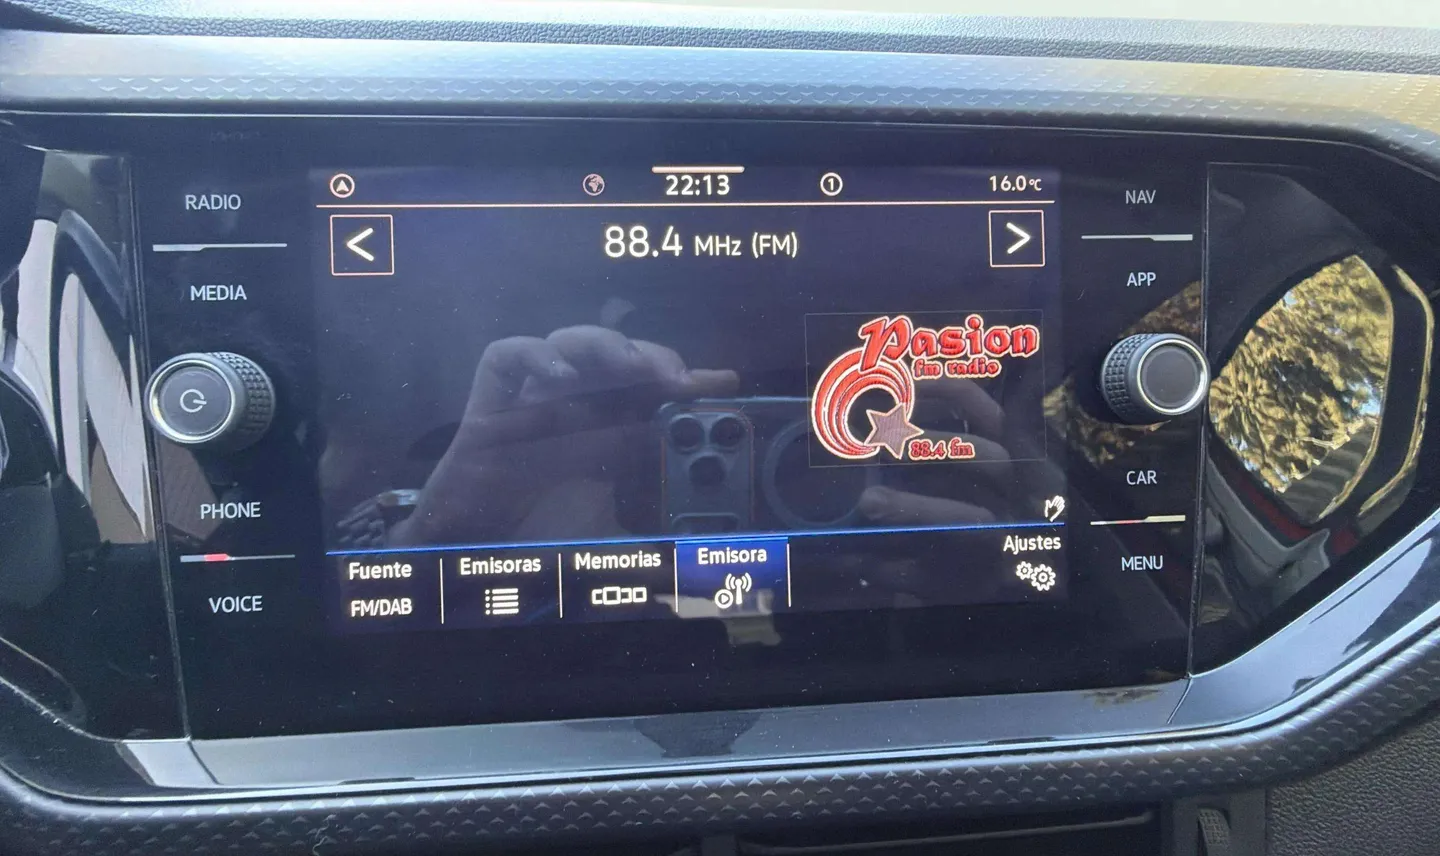 RADIO
MEDIA
PHONE
VOICE
22:13
1
16.0°C
<
88.4 MHz (FM)
>
Pasion
fm radio
88.4 fm
Fuente
FM/DAB
Emisoras
Memorias
Emisora
Ajustes
NAV
APP
CAR
MENU